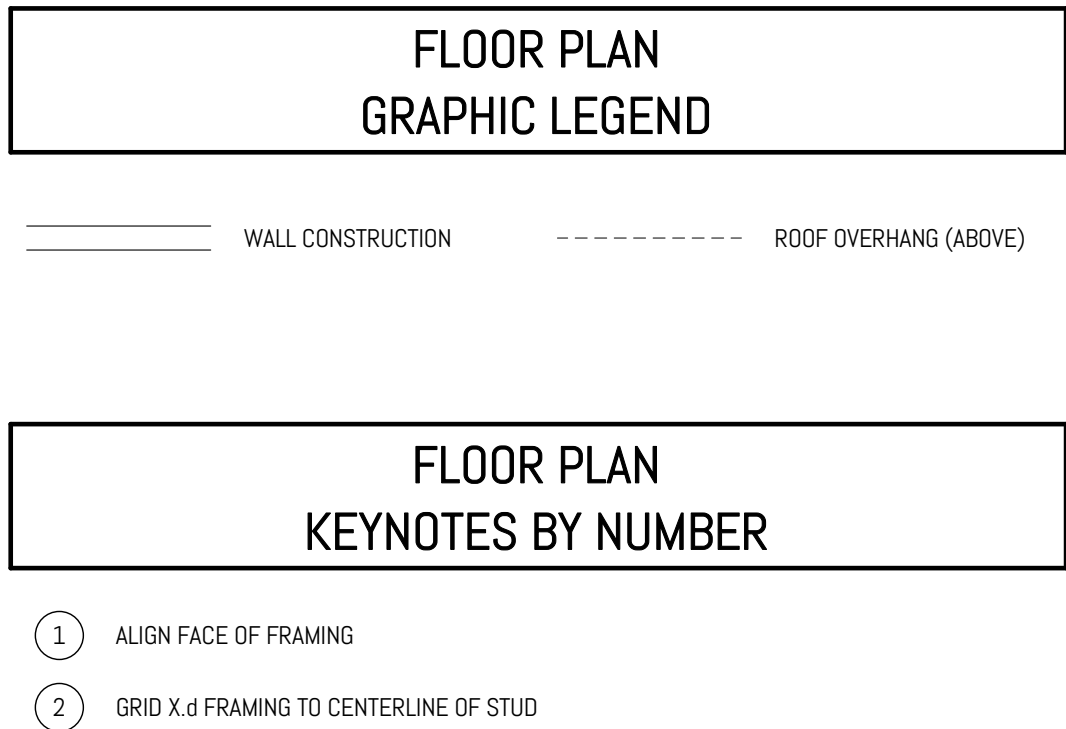 FLOOR PLAN
GRAPHIC LEGEND
WALL CONSTRUCTION
ROOF OVERHANG (ABOVE)
FLOOR PLAN
KEYNOTES BY NUMBER
1 ALIGN FACE OF FRAMING
2 GRID X.d FRAMING TO CENTERLINE OF STUD